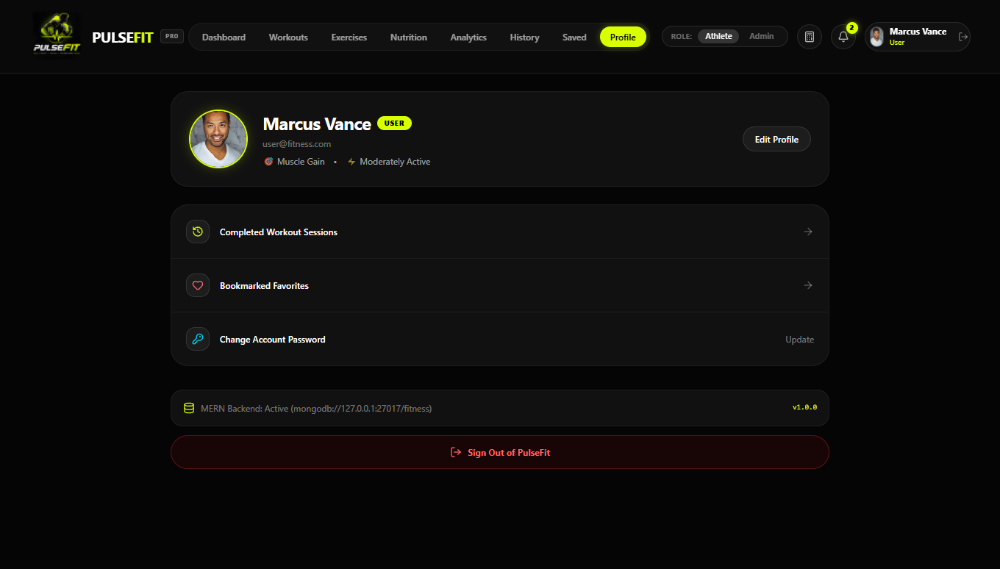 PULSEFIT
PULSEFIT PRO
Dashboard Workouts Exercises Nutrition Analytics History Saved Profile
ROLE: Athlete Admin
2
Marcus Vance
User
Marcus Vance USER
user@fitness.com
Muscle Gain • Moderately Active
Edit Profile
Completed Workout Sessions
Bookmarked Favorites
Change Account Password Update
MERN Backend: Active (mongodb://127.0.0.1:27017/fitness) v1.0.0
Sign Out of PulseFit